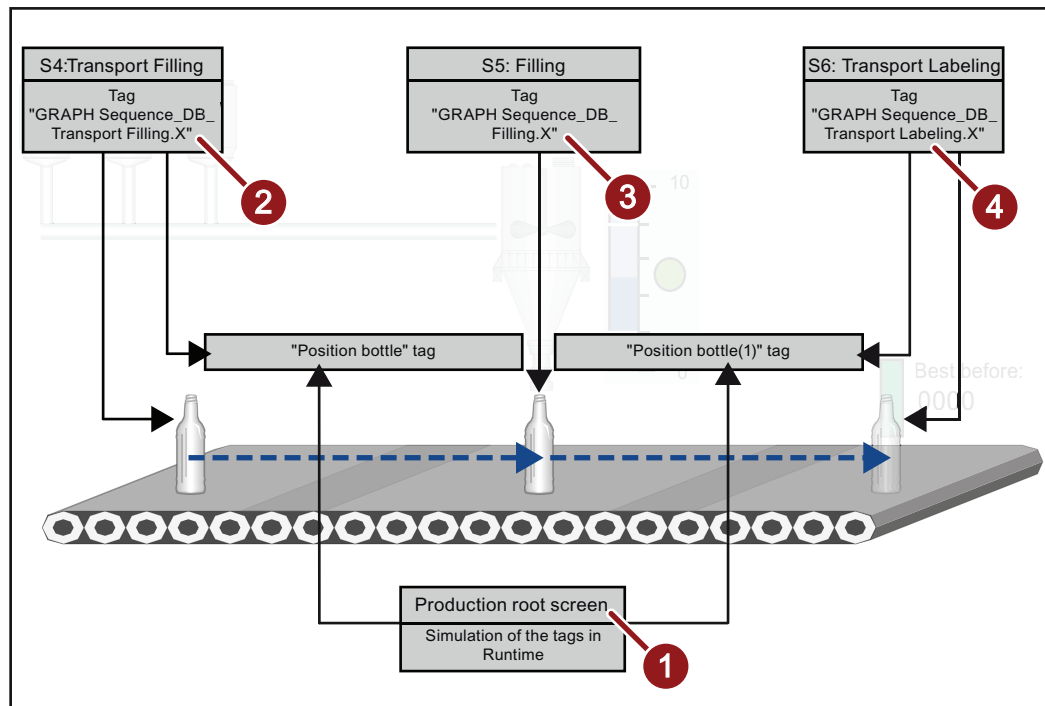 S4:Transport Filling
Tag
"GRAPH Sequence_DB_
Transport Filling.X"
2
S5: Filling
Tag
"GRAPH Sequence_DB_
Filling.X"
3
S6: Transport Labeling
Tag
"GRAPH Sequence_DB_
Transport Labeling.X"
4
10
"Position bottle" tag
"Position bottle(1)" tag
0
Best before:
0000
Production root screen
Simulation of the tags in
Runtime
1